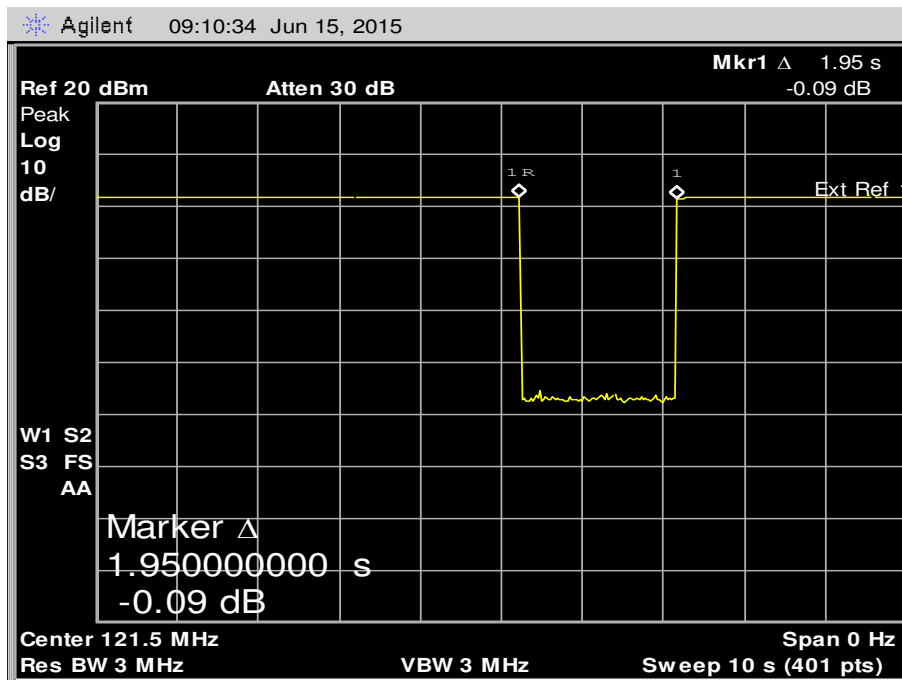 Agilent 09:10:34 Jun 15, 2015
Mkr1 Δ 1.95 s
Ref 20 dBm Atten 30 dB -0.09 dB
Peak
Log
10
dB/
1R 1
Ext Ref
W1 S2
S3 FS
AA
Marker Δ
1.950000000 s
-0.09 dB
Center 121.5 MHz Span 0 Hz
Res BW 3 MHz VBW 3 MHz Sweep 10 s (401 pts)